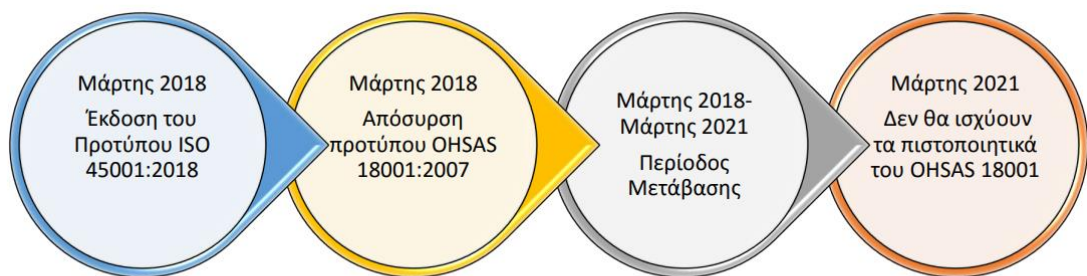 Μάρτης 2018
Έκδοση του
Προτύπου ISO
45001:2018
Μάρτης 2018
Απόσυρση
προτύπου OHSAS
18001:2007
Μάρτης 2018-
Μάρτης 2021
Περίοδος
Μετάβασης
Μάρτης 2021
Δεν θα ισχύουν
τα πιστοποιητικά
του OHSAS 18001